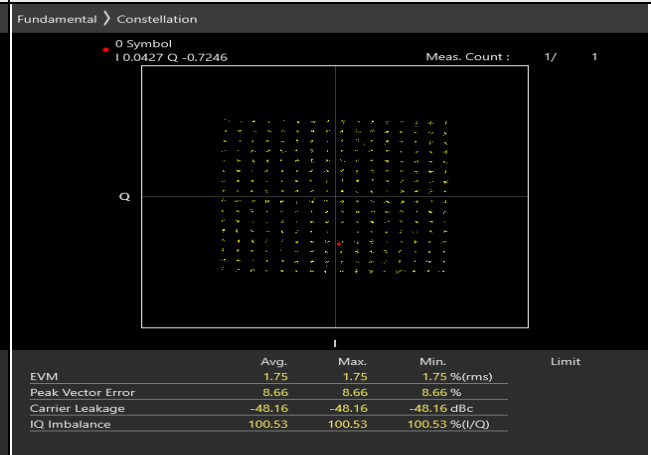 Fundamental 〉 Constellation
0 Symbol
I 0.0427 Q -0.7246 Meas. Count : 1/ 1
Q
I
Avg. Max. Min. Limit
EVM 1.75 1.75 1.75 %(rms)
Peak Vector Error 8.66 8.66 8.66 %
Carrier Leakage -48.16 -48.16 -48.16 dBc
IQ Imbalance 100.53 100.53 100.53 %(I/Q)